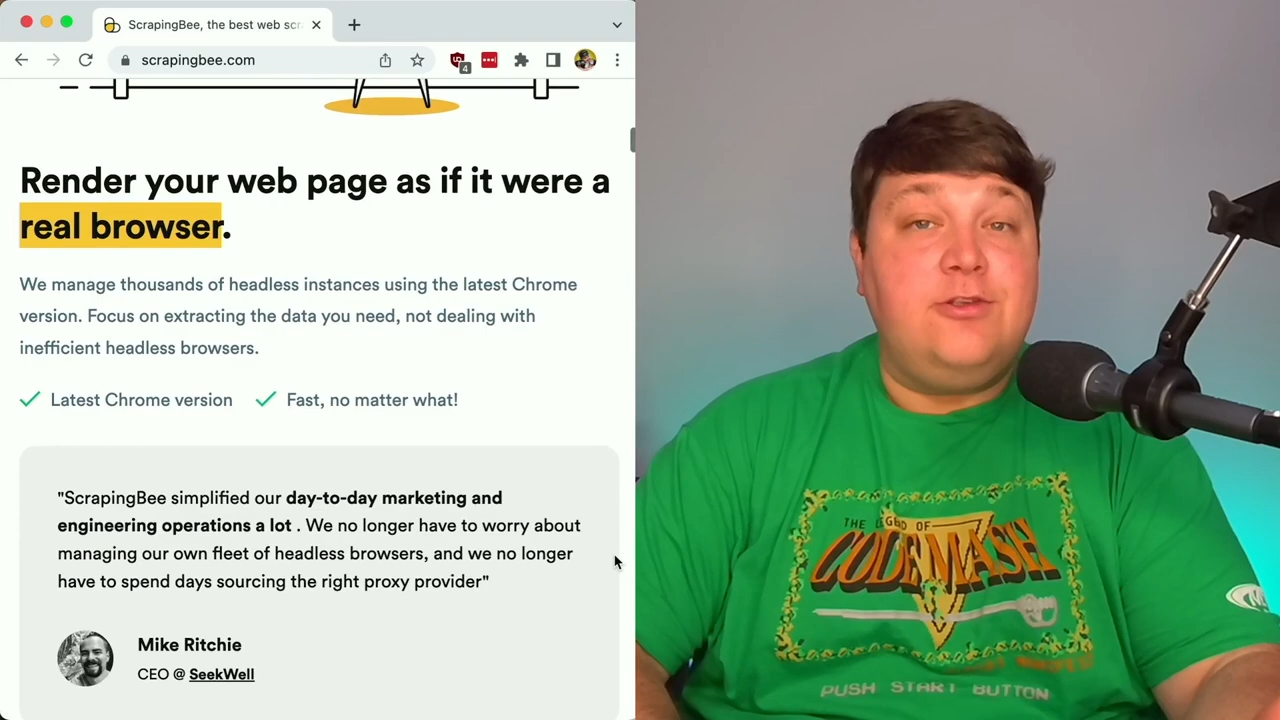 ScrapingBee, the best web scr
scrapingbee.com
4
Render your web page as if it were a
real browser.
We manage thousands of headless instances using the latest Chrome
version. Focus on extracting the data you need, not dealing with
inefficient headless browsers.
Latest Chrome version
Fast, no matter what!
"ScrapingBee simplified our day-to-day marketing and
engineering operations a lot . We no longer have to worry about
managing our own fleet of headless browsers, and we no longer
have to spend days sourcing the right proxy provider"
Mike Ritchie
CEO @ SeekWell
THE LEGEND OF
CODEMASH
PUSH START BUTTON